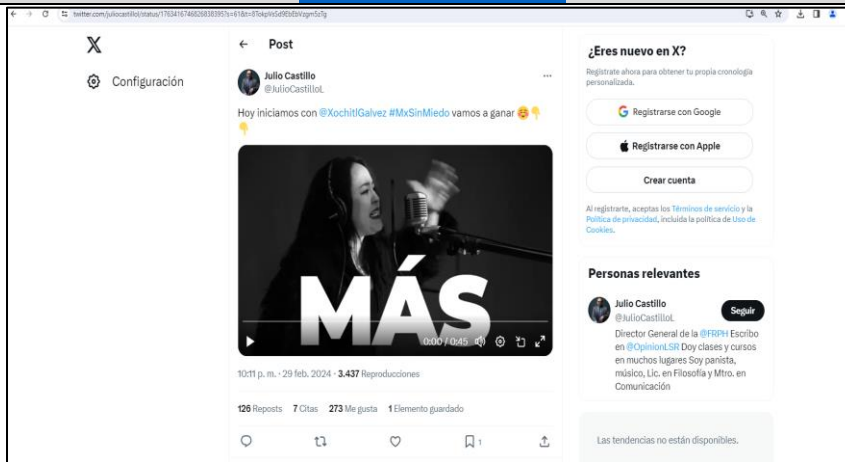 X
Configuración
← Post
Julio Castillo
@JulioCastilloL
Hoy iniciamos con @XochitlGalvez #MxSinMiedo vamos a ganar
MÁS
0:00 / 0:45
10:11 p. m. · 29 feb. 2024 · 3.437 Reproducciones
126 Reposts 7 Citas 273 Me gusta 1 Elemento guardado
1
¿Eres nuevo en X?
Regístrate ahora para obtener tu propia cronología
personalizada.
Registrarse con Google
Registrarse con Apple
Crear cuenta
Al registrarte, aceptas los Términos de servicio y la
Política de privacidad, incluida la política de Uso de
Cookies.
Personas relevantes
Julio Castillo
@JulioCastilloL
Seguir
Director General de la @FRPH Escribo
en @OpinionLSR Doy clases y cursos
en muchos lugares Soy panista,
músico, Lic. en Filosofía y Mtro. en
Comunicación
Las tendencias no están disponibles.